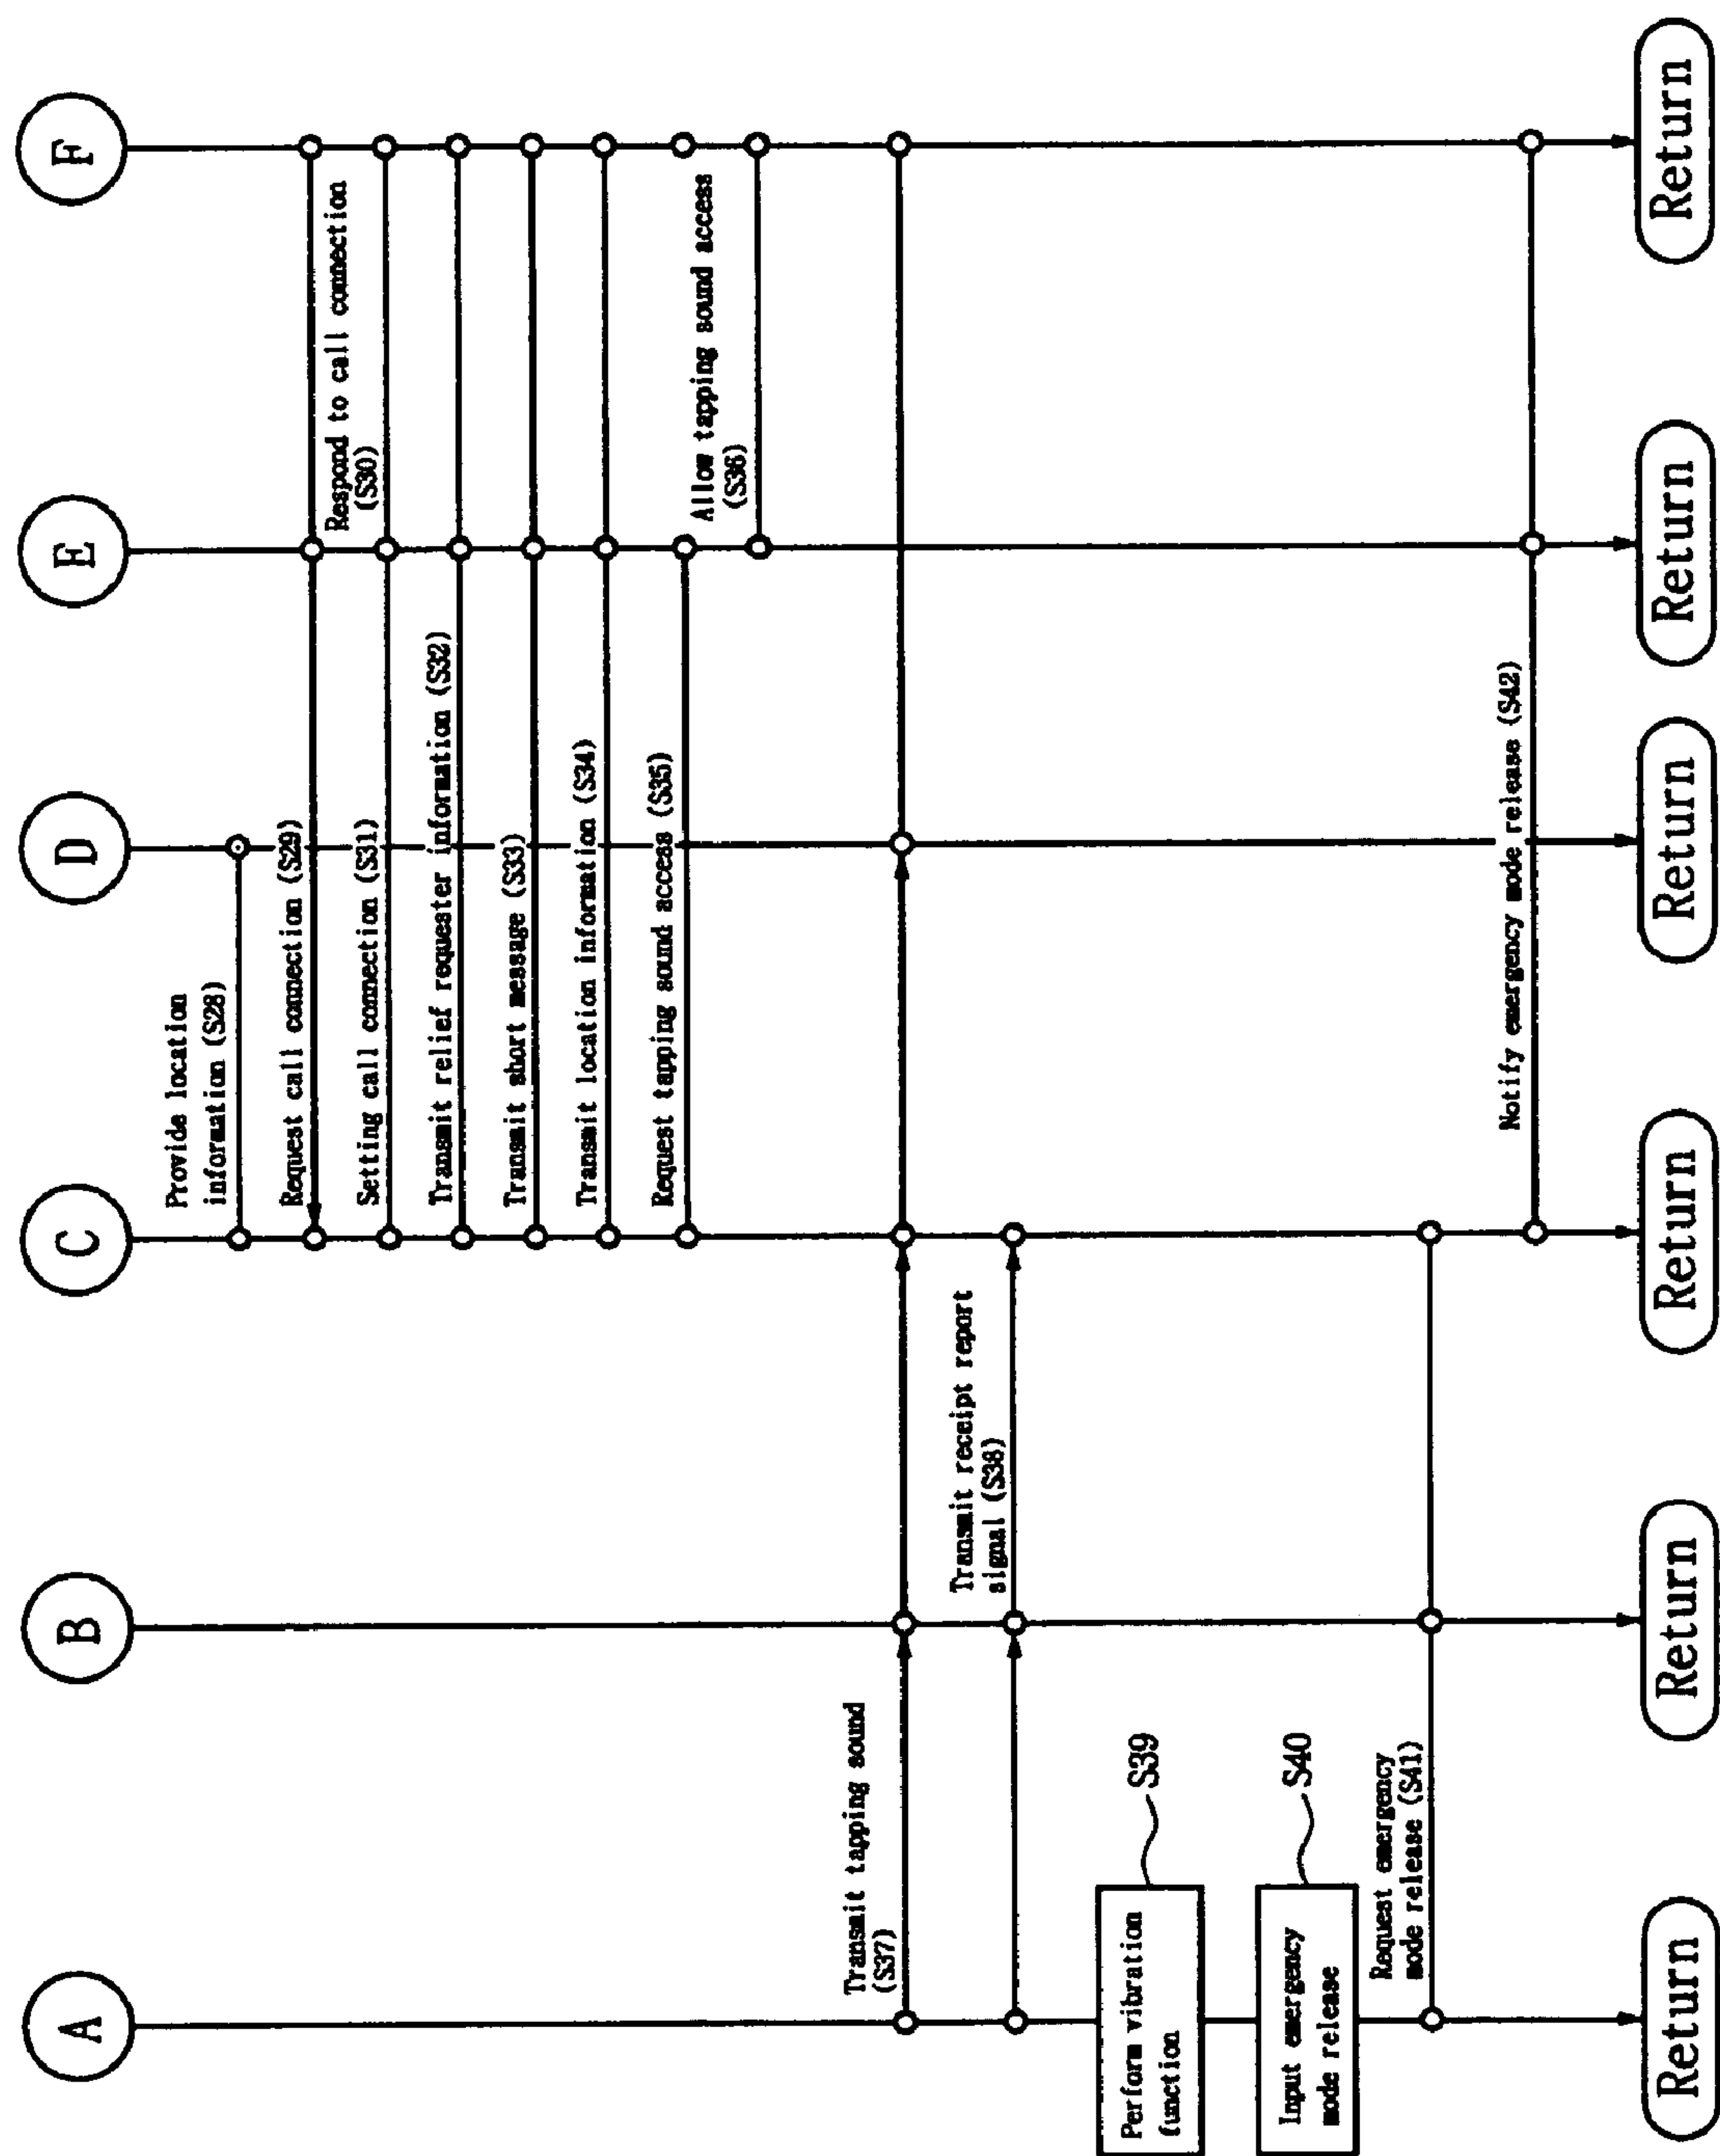 A
B
C
D
E
F
Provide location
information (S28)
Request call connection (S29)
Respond to call connection
(S30)
Setting call connection (S31)
Transmit relief requester information (S32)
Transmit short message (S33)
Transmit location information (S34)
Request tapping sound access (S35)
Allow tapping sound access
(S36)
Transmit tapping sound
(S37)
Transmit receipt report
signal (S38)
Perform vibration
function
S39
Input emergency
mode release
S40
Request emergency
mode release (S41)
Notify emergency mode release (S42)
Return
Return
Return
Return
Return
Return